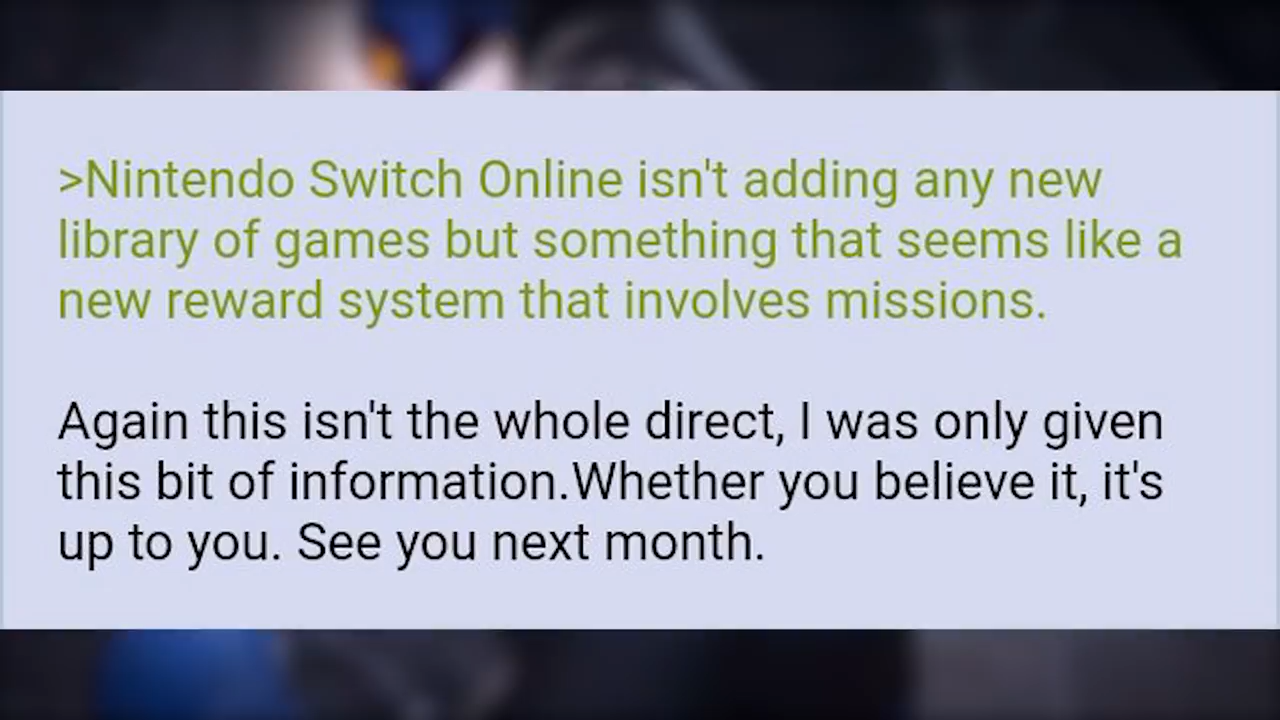 >Nintendo Switch Online isn't adding any new
library of games but something that seems like a
new reward system that involves missions.
Again this isn't the whole direct, I was only given
this bit of information.Whether you believe it, it's
up to you. See you next month.